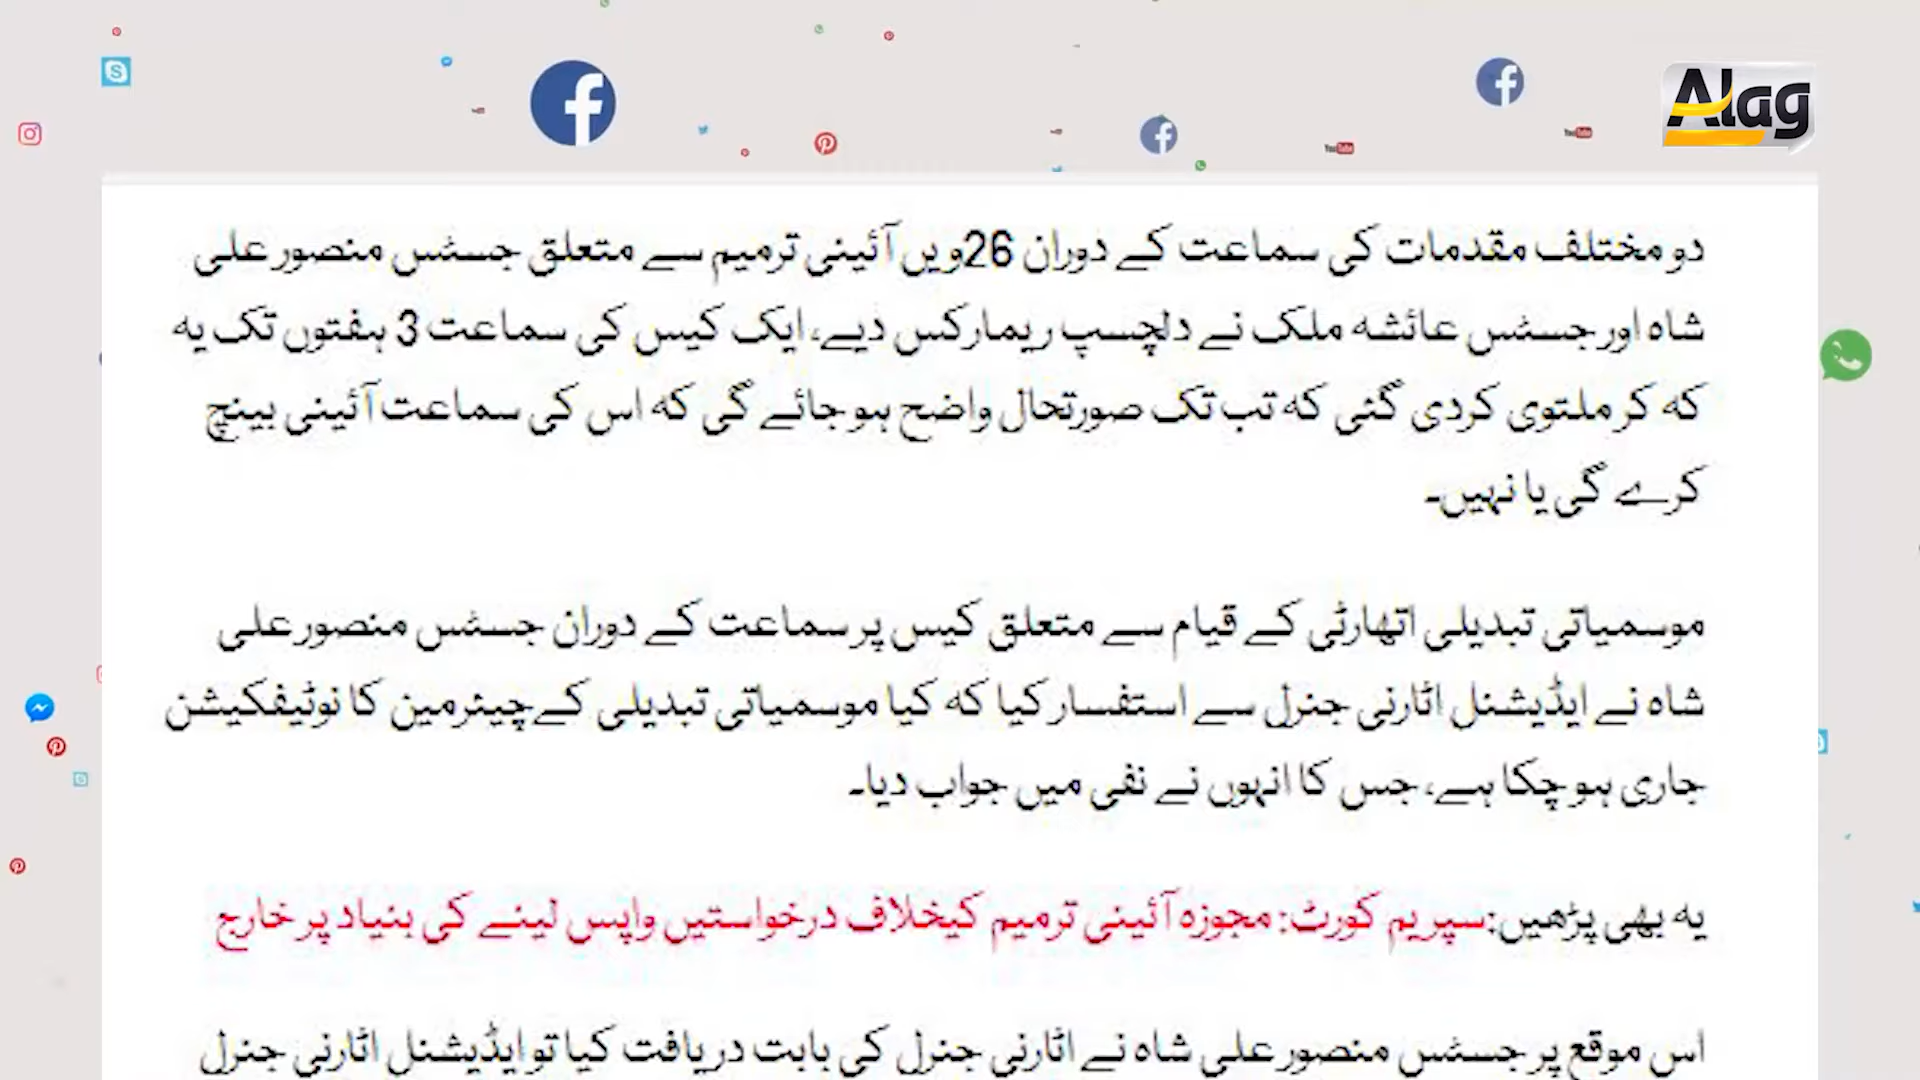 Alag
دو مختلف مقدمات کی سماعت کے دوران 26ویں آئینی ترمیم سے متعلق جسٹس منصور علی
شاہ اور جسٹس عائشہ ملک نے دلچسپ ریمارکس دیے، ایک کیس کی سماعت 3 ہفتوں تک یہ
کہ کر ملتوی کردی گئی کہ تب تک صورتحال واضح ہو جائے گی کہ اس کی سماعت آئینی بینچ
کرے گی یا نہیں۔
موسمیاتی تبدیلی اتھارٹی کے قیام سے متعلق کیس پر سماعت کے دوران جسٹس منصور علی
شاہ نے ایڈیشنل اٹارنی جنرل سے استفسار کیا کہ کیا موسمیاتی تبدیلی کے چیئرمین کا نوٹیفکیشن
جاری ہو چکا ہے، جس کا انہوں نے نفی میں جواب دیا۔
یہ بھی پڑھیں:سپریم کورٹ: مجوزہ آئینی ترمیم کیخلاف درخواستیں واپس لینے کی بنیاد پر خارج
اس موقع پر جسٹس منصور علی شاہ نے اٹارنی جنرل کی بابت دریافت کیا تو ایڈیشنل اٹارنی جنرل